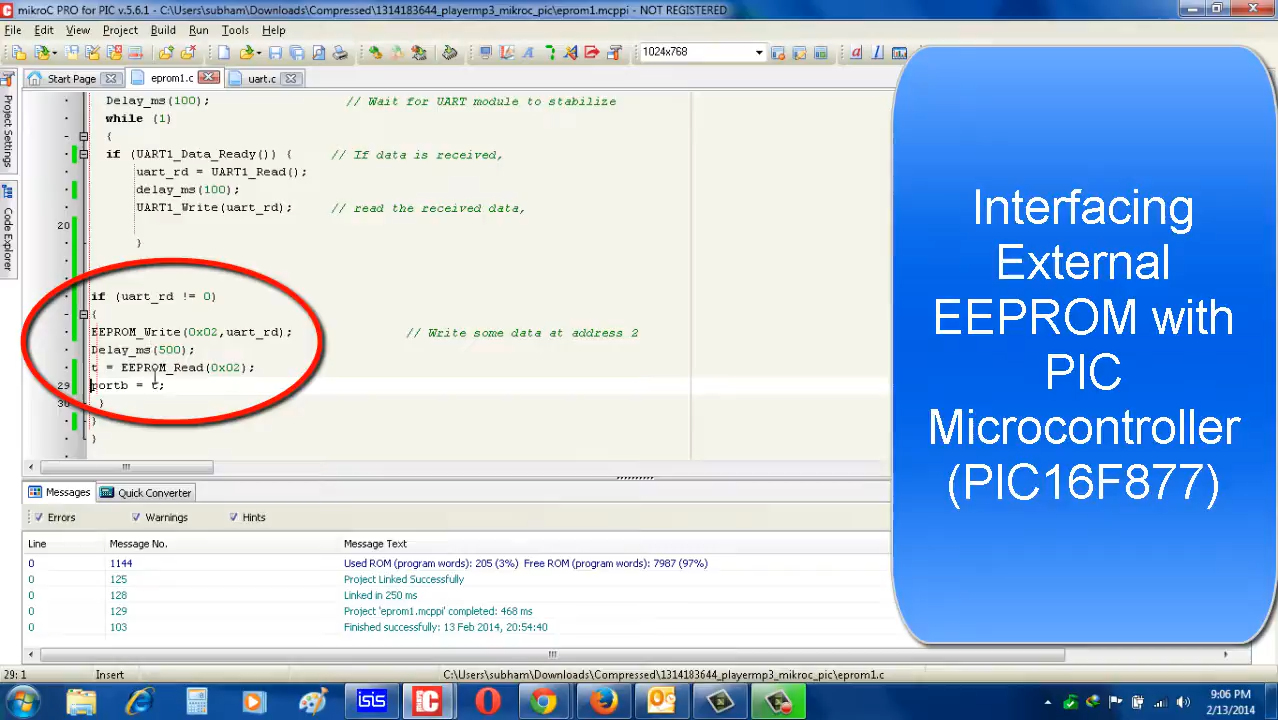 mikroC PRO for PIC v.5.6.1 - C:\Users\subham\Downloads\Compressed\1314183644_playermp3_mikroc_pic\eprom1.mcppi - NOT REGISTERED
File Edit View Project Build Run Tools Help
1024x768
Start Page eprom1.c uart.c
Project Settings
Code Explorer
Delay_ms(100); // Wait for UART module to stabilize
while (1)
{
if (UART1_Data_Ready()) { // If data is received,
uart_rd = UART1_Read();
delay_ms(100);
UART1_Write(uart_rd); // read the received data,
20
}
if (uart_rd != 0)
{
EEPROM_Write(0x02,uart_rd); // Write some data at address 2
Delay_ms(500);
t = EEPROM_Read(0x02);
29 portb = t;
30 }
}
}
Interfacing
External
EEPROM with
PIC
Microcontroller
(PIC16F877)
Messages Quick Converter
Errors Warnings Hints
Line Message No. Message Text
0 1144 Used ROM (program words): 205 (3%) Free ROM (program words): 7987 (97%)
0 125 Project Linked Successfully
0 128 Linked in 250 ms
0 129 Project 'eprom1.mcppi' completed: 468 ms
0 103 Finished successfully: 13 Feb 2014, 20:54:40
29: 1 Insert C:\Users\subham\Downloads\Compressed\1314183644_playermp3_mikroc_pic\eprom1.c
isis
9:06 PM
2/13/2014